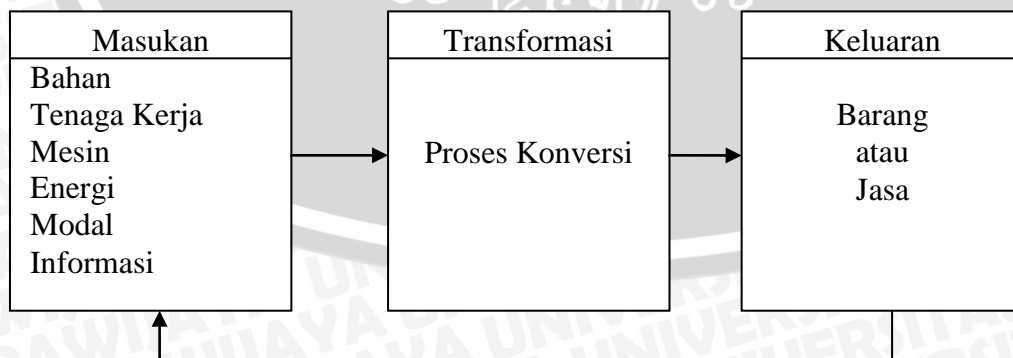 Masukan
Bahan
Tenaga Kerja
Mesin
Energi
Modal
Informasi
Transformasi
Proses Konversi
Keluaran
Barang
atau
Jasa